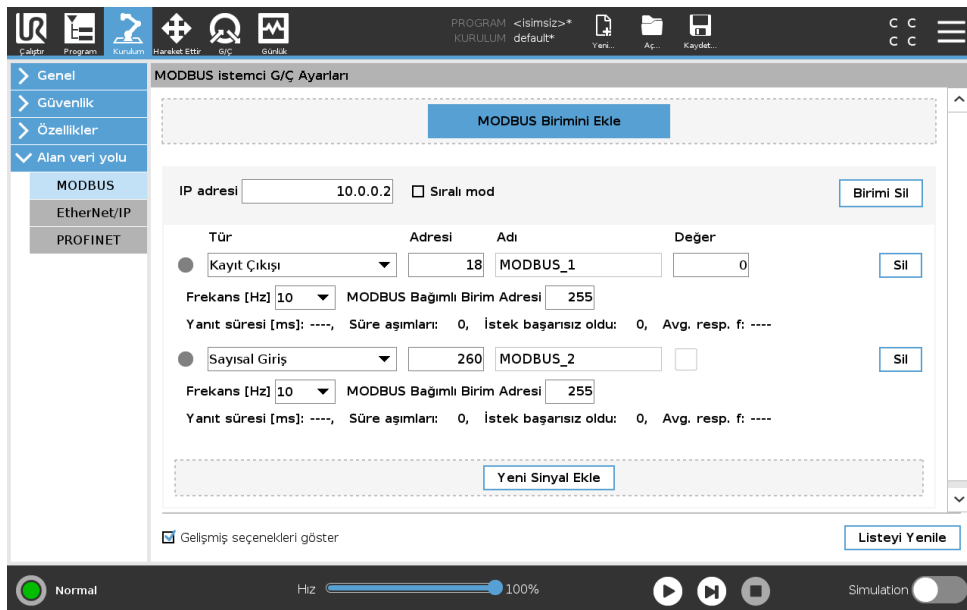 PROGRAM <isimsiz>*
KURULUM default*
Çalıştır Program Kurulum Hareket Ettir G/Ç Günlük Yeni... Aç... Kaydet...
C C
C C
Genel
Güvenlik
Özellikler
Alan veri yolu
MODBUS
EtherNet/IP
PROFINET
MODBUS istemci G/Ç Ayarları
MODBUS Birimini Ekle
IP adresi 10.0.0.2 Sıralı mod Birimi Sil
Tür Adresi Adı Değer
Kayıt Çıkışı 18 MODBUS_1 0 Sil
Frekans [Hz] 10 MODBUS Bağımlı Birim Adresi 255
Yanıt süresi [ms]: ----, Süre aşımları: 0, İstek başarısız oldu: 0, Avg. resp. f: ----
Sayısal Giriş 260 MODBUS_2 Sil
Frekans [Hz] 10 MODBUS Bağımlı Birim Adresi 255
Yanıt süresi [ms]: ----, Süre aşımları: 0, İstek başarısız oldu: 0, Avg. resp. f: ----
Yeni Sinyal Ekle
Gelişmiş seçenekleri göster Listeyi Yenile
Normal Hız 100% Simulation